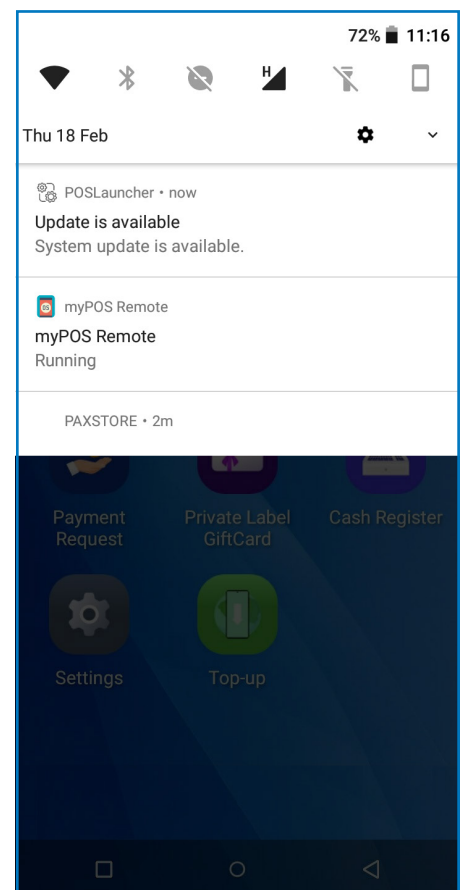 72% 11:16
H
Thu 18 Feb
POSLauncher • now
Update is available
System update is available.
myPOS Remote
myPOS Remote
Running
PAXSTORE • 2m
Payment Private Label Cash Register
Request GiftCard
Settings Top-up